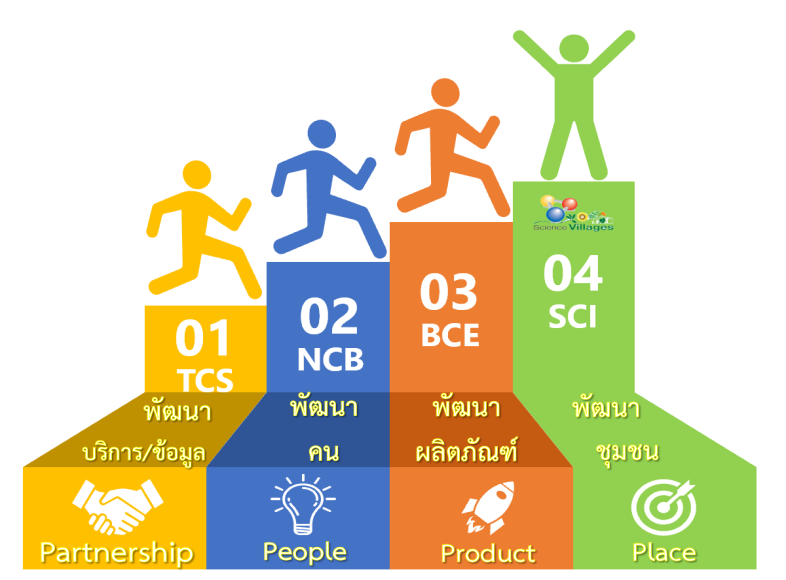 Science Villages
01
TCS
พัฒนา
บริการ/ข้อมูล
Partnership
02
NCB
พัฒนา
คน
People
03
BCE
พัฒนา
ผลิตภัณฑ์
Product
04
SCI
พัฒนา
ชุมชน
Place